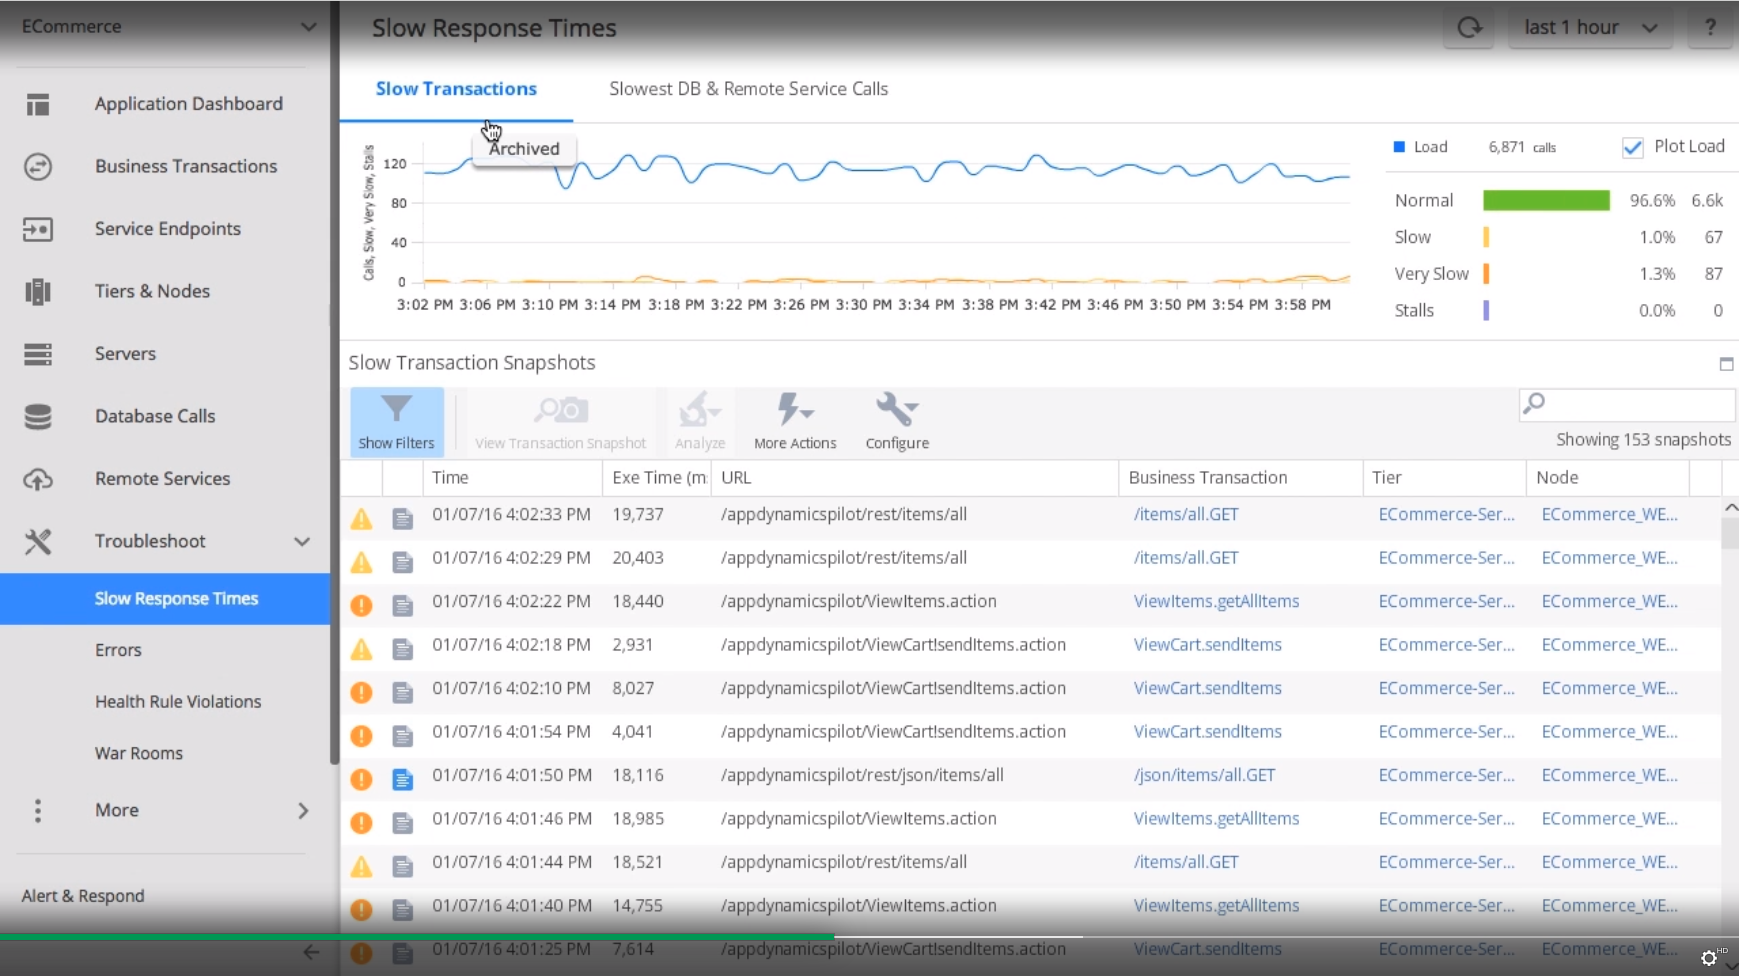 ECommerce
Slow Response Times
last 1 hour
?
Application Dashboard
Business Transactions
Service Endpoints
Tiers & Nodes
Servers
Database Calls
Remote Services
Troubleshoot
Slow Response Times
Errors
Health Rule Violations
War Rooms
More
Alert & Respond
Slow Transactions
Slowest DB & Remote Service Calls
Archived
Calls, Slow, Very Slow, Stalls
120
80
40
0
3:02 PM 3:06 PM 3:10 PM 3:14 PM 3:18 PM 3:22 PM 3:26 PM 3:30 PM 3:34 PM 3:38 PM 3:42 PM 3:46 PM 3:50 PM 3:54 PM 3:58 PM
Load 6,871 calls Plot Load
Normal 96.6% 6.6k
Slow 1.0% 67
Very Slow 1.3% 87
Stalls 0.0% 0
Slow Transaction Snapshots
Show Filters View Transaction Snapshot Analyze More Actions Configure
Showing 153 snapshots
Time Exe Time (m: URL Business Transaction Tier Node
01/07/16 4:02:33 PM 19,737 /appdynamicspilot/rest/items/all /items/all.GET ECommerce-Ser... ECommerce_WE...
01/07/16 4:02:29 PM 20,403 /appdynamicspilot/rest/items/all /items/all.GET ECommerce-Ser... ECommerce_WE...
01/07/16 4:02:22 PM 18,440 /appdynamicspilot/ViewItems.action ViewItems.getAllItems ECommerce-Ser... ECommerce_WE...
01/07/16 4:02:18 PM 2,931 /appdynamicspilot/ViewCart!sendItems.action ViewCart.sendItems ECommerce-Ser... ECommerce_WE...
01/07/16 4:02:10 PM 8,027 /appdynamicspilot/ViewCart!sendItems.action ViewCart.sendItems ECommerce-Ser... ECommerce_WE...
01/07/16 4:01:54 PM 4,041 /appdynamicspilot/ViewCart!sendItems.action ViewCart.sendItems ECommerce-Ser... ECommerce_WE...
01/07/16 4:01:50 PM 18,116 /appdynamicspilot/rest/json/items/all /json/items/all.GET ECommerce-Ser... ECommerce_WE...
01/07/16 4:01:46 PM 18,985 /appdynamicspilot/ViewItems.action ViewItems.getAllItems ECommerce-Ser... ECommerce_WE...
01/07/16 4:01:44 PM 18,521 /appdynamicspilot/rest/items/all /items/all.GET ECommerce-Ser... ECommerce_WE...
01/07/16 4:01:40 PM 14,755 /appdynamicspilot/ViewItems.action ViewItems.getAllItems ECommerce-Ser... ECommerce_WE...
01/07/16 4:01:25 PM 7,614 /appdynamicspilot/ViewCart!sendItems.action ViewCart.sendItems ECommerce-Ser... ECommerce_WE...
HD